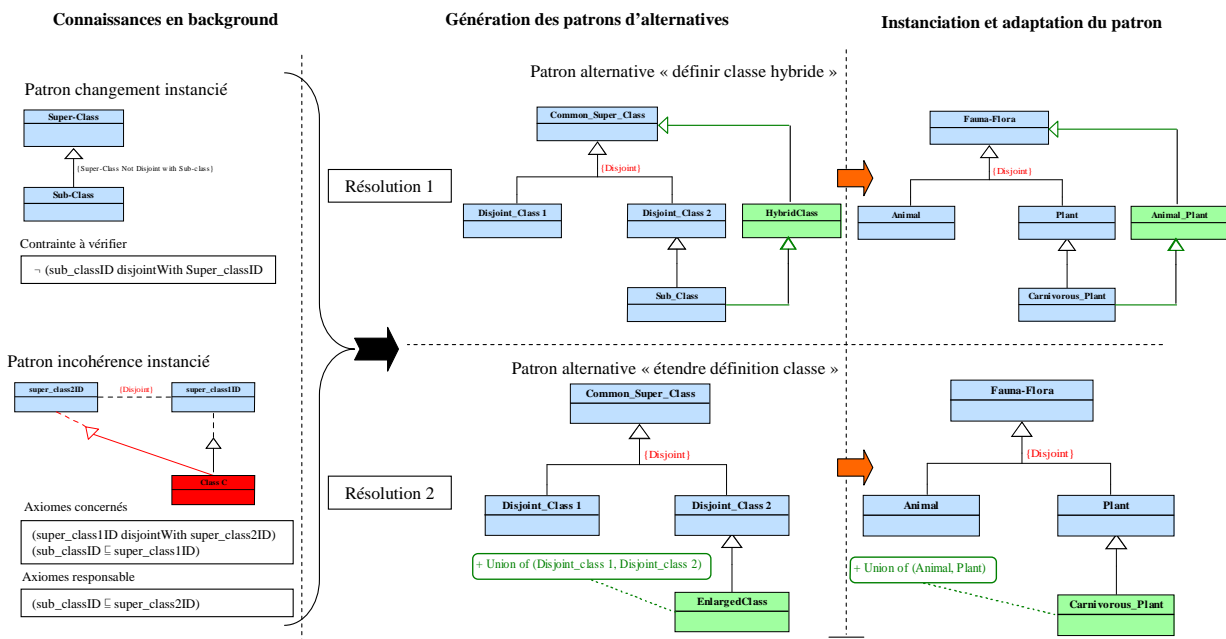 Connaissances en background
Génération des patrons d'alternatives
Instanciation et adaptation du patron
Patron changement instancié
Super-Class
{Super-Class Not Disjoint with Sub-class}
Sub-Class
Contrainte à vérifier
¬ (sub_classID disjointWith Super_classID
Patron incohérence instancié
super_class2ID
{Disjoint}
super_class1ID
Class C
Axiomes concernés
(super_class1ID disjointWith super_class2ID)
(sub_classID ⊑ super_class1ID)
Axiomes responsable
(sub_classID ⊑ super_class2ID)
Patron alternative « définir classe hybride »
Résolution 1
Common_Super_Class
{Disjoint}
Disjoint_Class 1
Disjoint_Class 2
HybridClass
Sub_Class
Fauna-Flora
{Disjoint}
Animal
Plant
Animal_Plant
Carnivorous_Plant
Patron alternative « étendre définition classe »
Résolution 2
Common_Super_Class
{Disjoint}
Disjoint_Class 1
Disjoint_Class 2
+ Union of (Disjoint_class 1, Disjoint_class 2)
EnlargedClass
Fauna-Flora
{Disjoint}
Animal
Plant
+ Union of (Animal, Plant)
Carnivorous_Plant